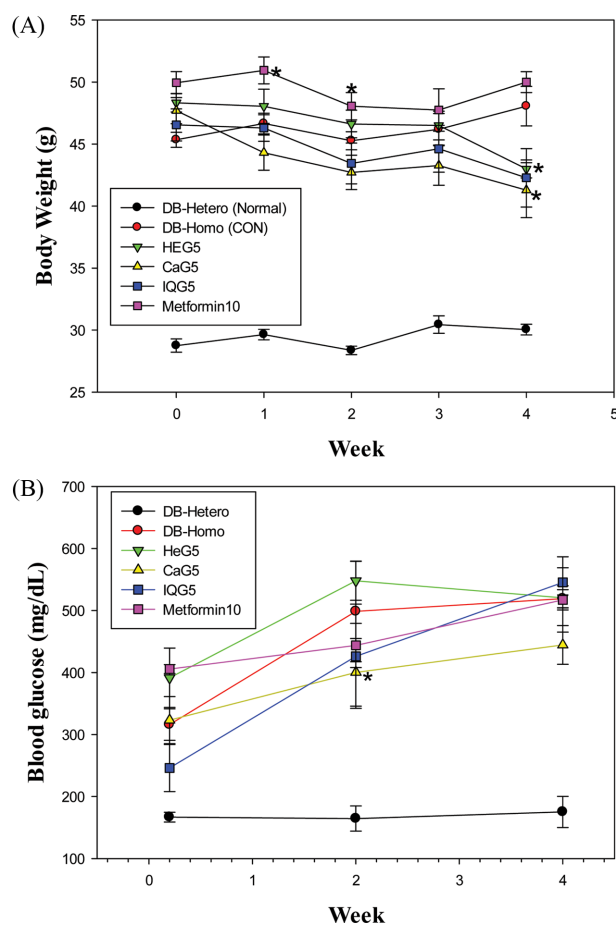 (A)
55
50
45
40
35
30
25
Body Weight (g)
*
*
*
*
DB-Hetero (Normal)
DB-Homo (CON)
HEG5
CaG5
IQG5
Metformin10
0 1 2 3 4 5
Week
(B)
700
600
500
400
300
200
100
Blood glucose (mg/dL)
DB-Hetero
DB-Homo
HeG5
CaG5
IQG5
Metformin10
*
0 1 2 3 4
Week